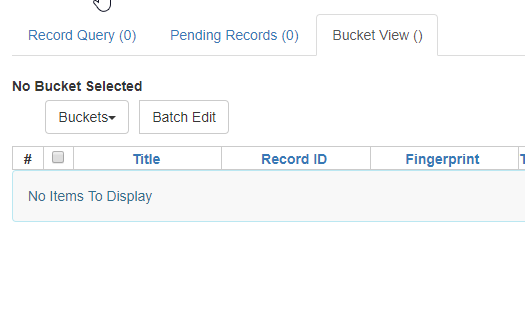 Record Query (0) Pending Records (0) Bucket View ()
No Bucket Selected
Buckets Batch Edit
# Title Record ID Fingerprint
No Items To Display